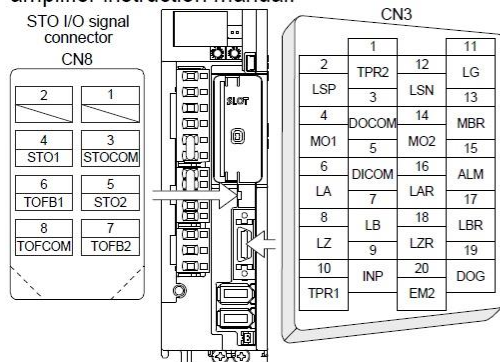 amplifier instruction manual.
STO I/O signal
connector
CN8
2 1
4 3
STO1 STOCOM
6 5
TOFB1 STO2
8 7
TOFCOM TOFB2
SLOT
CN3
1 11
2 TPR2 12 LG
LSP 3 LSN 13
4 DOCOM 14 MBR
MO1 5 MO2 15
6 DICOM 16 ALM
LA 7 LAR 17
8 LB 18 LBR
LZ 9 LZR 19
10 INP 20 DOG
TPR1 EM2